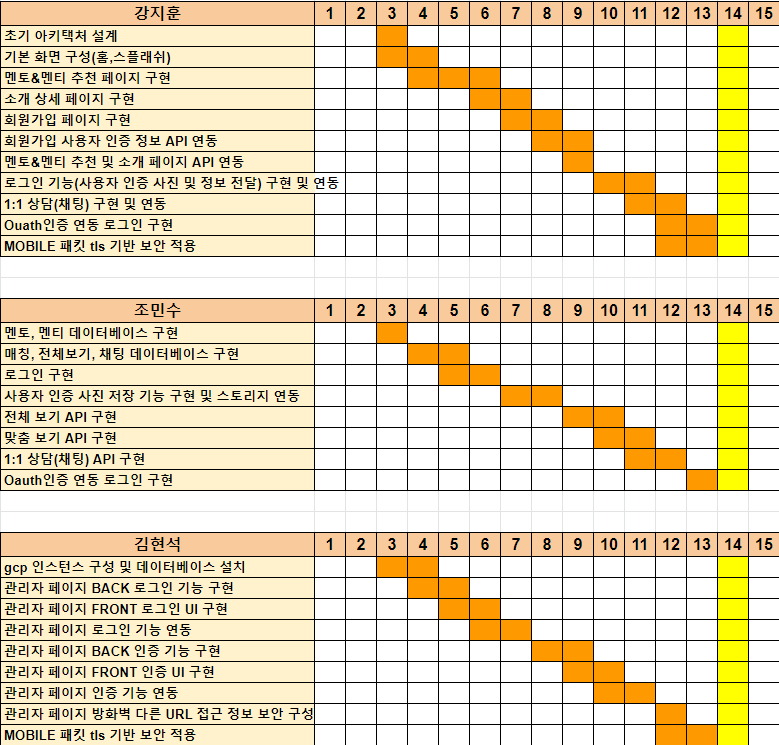 강지훈 1 2 3 4 5 6 7 8 9 10 11 12 13 14 15
초기 아키텍처 설계
기본 화면 구성(홈,스플래쉬)
멘토&멘티 추천 페이지 구현
소개 상세 페이지 구현
회원가입 페이지 구현
회원가입 사용자 인증 정보 API 연동
멘토&멘티 추천 및 소개 페이지 API 연동
로그인 기능(사용자 인증 사진 및 정보 전달) 구현 및 연동
1:1 상담(채팅) 구현 및 연동
Ouath인증 연동 로그인 구현
MOBILE 패킷 tls 기반 보안 적용
조민수 1 2 3 4 5 6 7 8 9 10 11 12 13 14 15
멘토, 멘티 데이터베이스 구현
매칭, 전체보기, 채팅 데이터베이스 구현
로그인 구현
사용자 인증 사진 저장 기능 구현 및 스토리지 연동
전체 보기 API 구현
맞춤 보기 API 구현
1:1 상담(채팅) API 구현
Oauth인증 연동 로그인 구현
김현석 1 2 3 4 5 6 7 8 9 10 11 12 13 14 15
gcp 인스턴스 구성 및 데이터베이스 설치
관리자 페이지 BACK 로그인 기능 구현
관리자 페이지 FRONT 로그인 UI 구현
관리자 페이지 로그인 기능 연동
관리자 페이지 BACK 인증 기능 구현
관리자 페이지 FRONT 인증 UI 구현
관리자 페이지 인증 기능 연동
관리자 페이지 방화벽 다른 URL 접근 정보 보안 구성
MOBILE 패킷 tls 기반 보안 적용